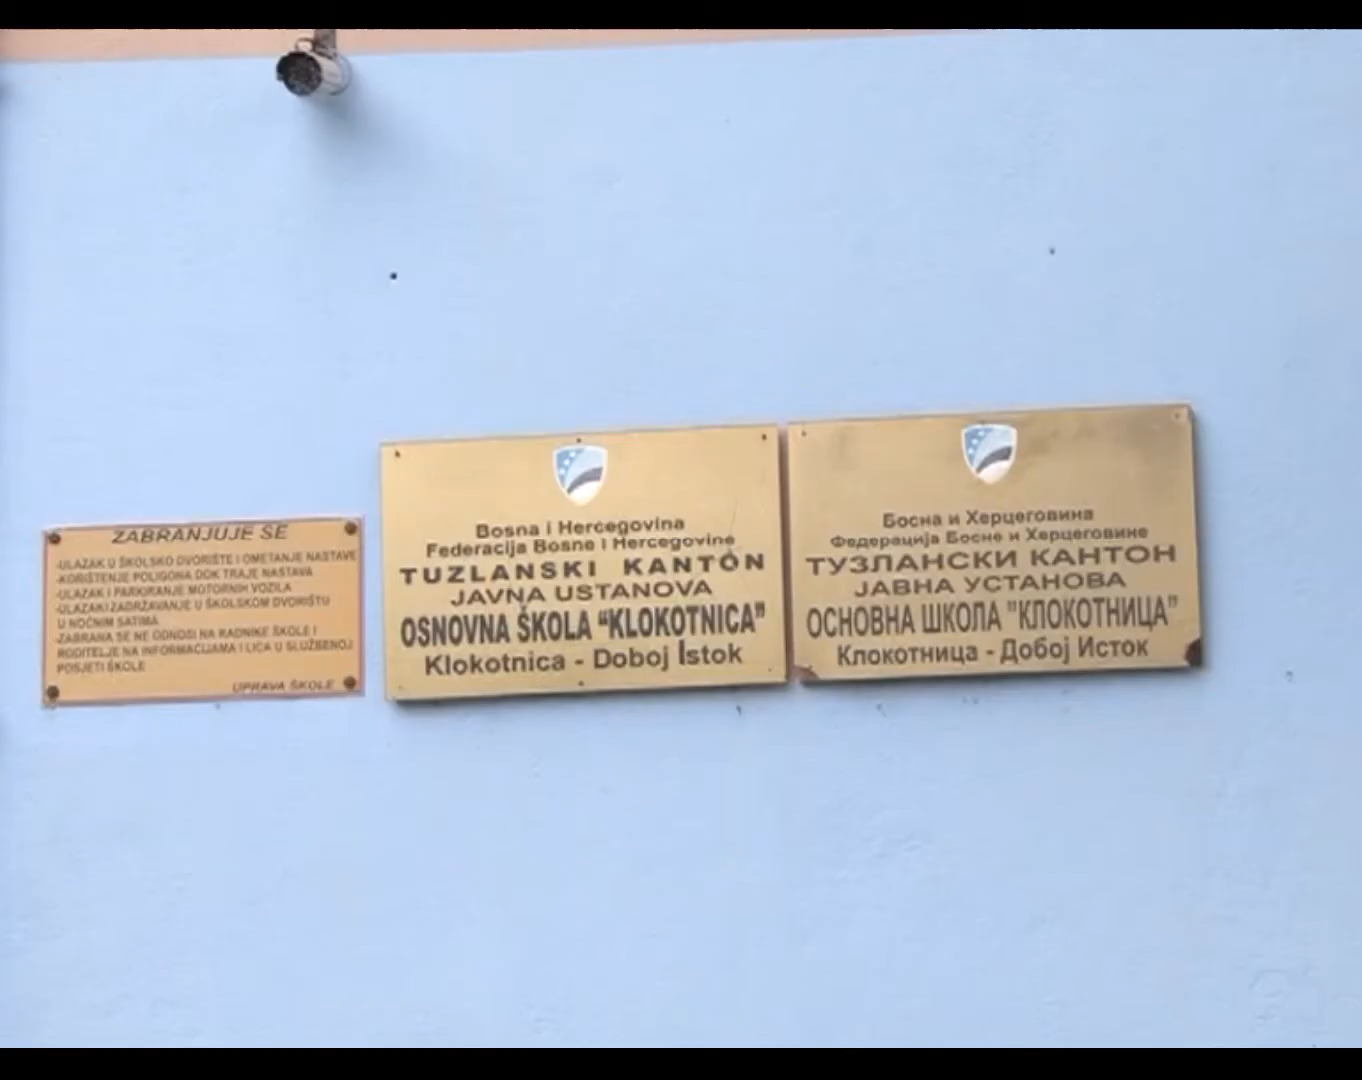 ZABRANJUJE SE
-ULAZAK U ŠKOLSKO DVORIŠTE I OMETANJE NASTAVE
-KORIŠTENJE POLIGONA DOK TRAJE NASTAVA
-ULAZAK I PARKIRANJE MOTORNIH VOZILA
-ULAZAK I ZADRŽAVANJE U ŠKOLSKOM DVORIŠTU
U NOĆNIM SATIMA
-ZABRANA SE NE ODNOSI NA RADNIKE ŠKOLE I
RODITELJE NA INFORMACIJAMA I LICA U SLUŽBENOJ
POSJETI ŠKOLE
UPRAVA ŠKOLE
Bosna i Hercegovina
Federacija Bosne i Hercegovine
TUZLANSKI KANTON
JAVNA USTANOVA
OSNOVNA ŠKOLA “KLOKOTNICA”
Klokotnica - Doboj Istok
Босна и Херцеговина
Федерација Босне и Херцеговине
ТУЗЛАНСКИ КАНТОН
ЈАВНА УСТАНОВА
ОСНОВНА ШКОЛА "КЛОКОТНИЦА"
Клокотница - Добој Исток